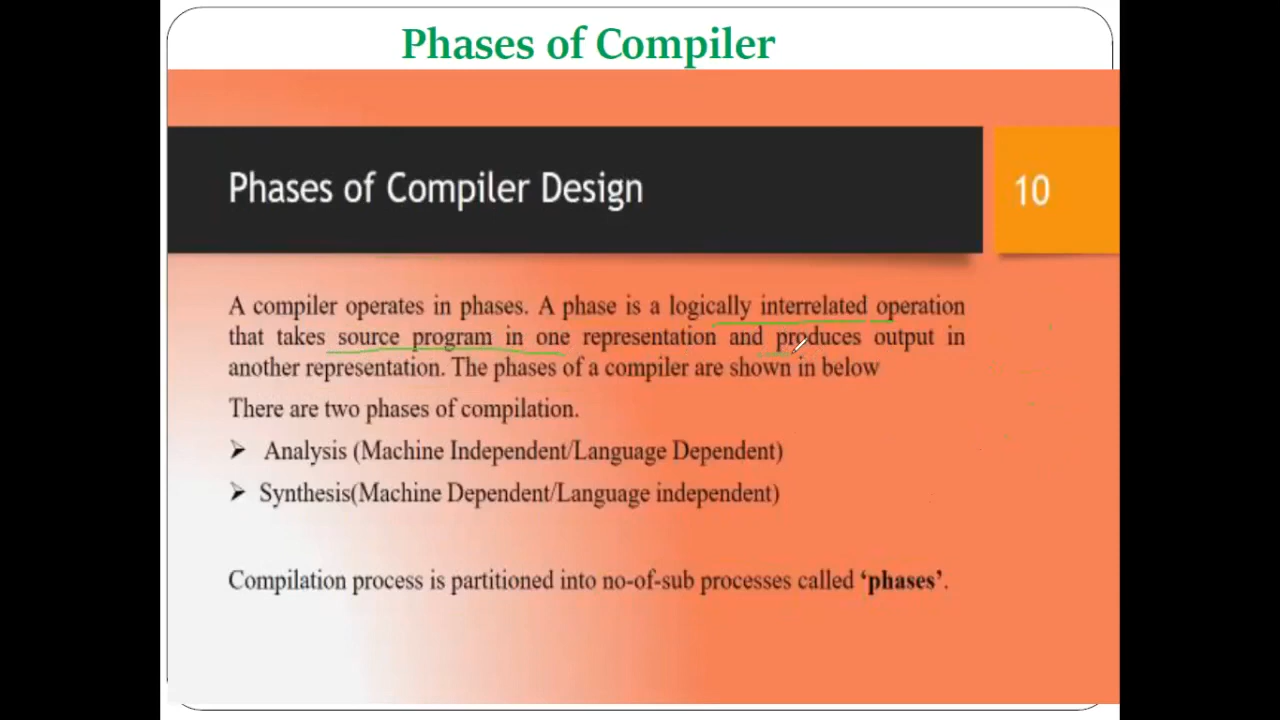 Phases of Compiler
Phases of Compiler Design
10
A compiler operates in phases. A phase is a logically interrelated operation
that takes source program in one representation and produces output in
another representation. The phases of a compiler are shown in below
There are two phases of compilation.
➢ Analysis (Machine Independent/Language Dependent)
➢ Synthesis(Machine Dependent/Language independent)
Compilation process is partitioned into no-of-sub processes called ‘phases’.